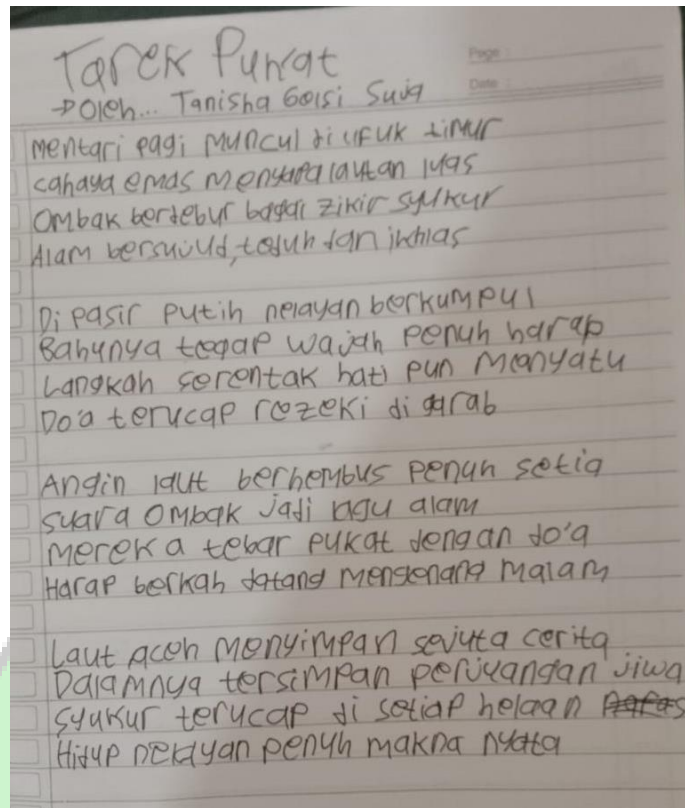 Tarek Pukat
Page :
Date :
→ Oleh... Tanisha Geisi Suja
Mentari pagi muncul di ufuk timur
cahaya emas menyapa lautan luas
Ombak berdebur bagai zikir syukur
Alam bersujud, teduh dan ikhlas
Di pasir putih nelayan berkumpul
Bahunya tegap wajah penuh harap
Langkah serentak hati pun menyatu
Do'a terucap rezeki di garab
Angin laut berhembus penuh setia
suara ombak jadi lagu alam
mereka tebar pukat dengan do'a
Harap berkah datang mengenang malam
Laut aceh menyimpan sejuta cerita
Dalamnya tersimpan perjuangan jiwa
syukur terucap di setiap helaan
Hidup nelayan penuh makna nyata